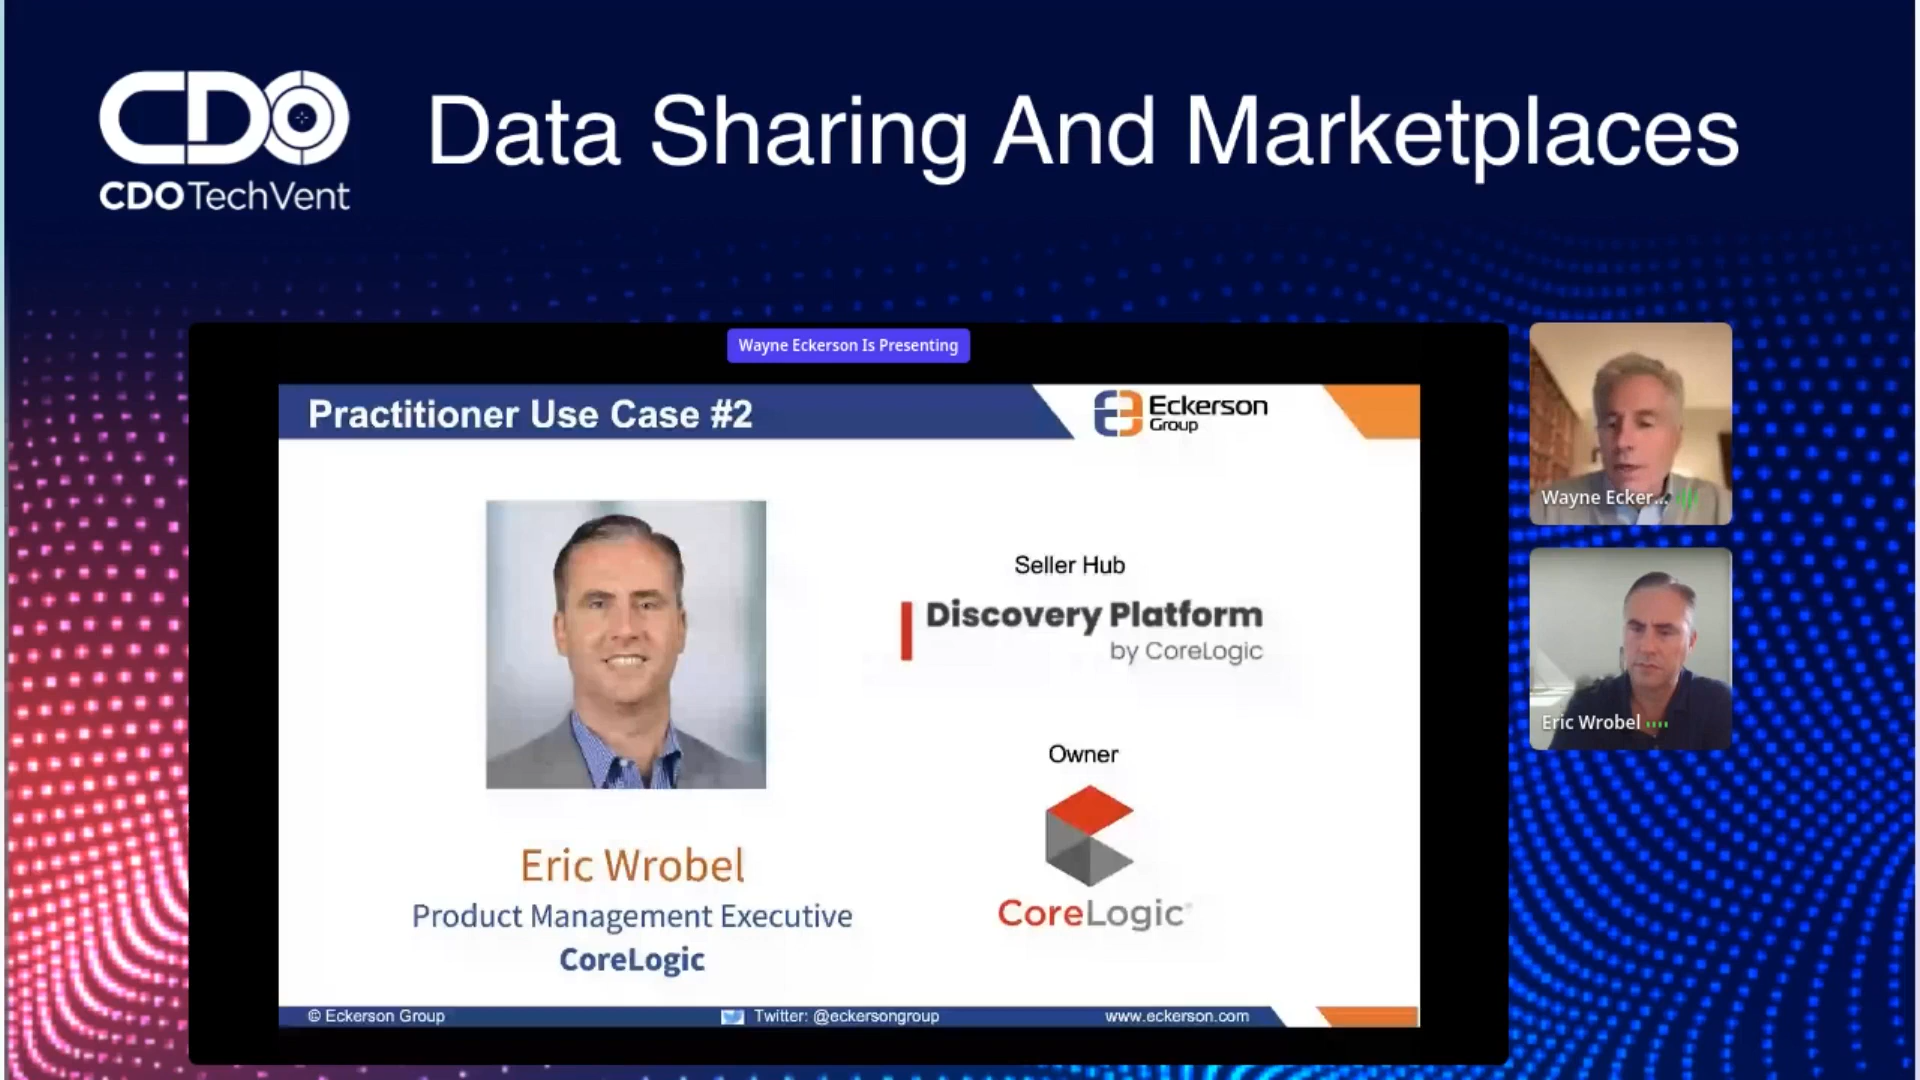 CDO
CDO TechVent
Data Sharing And Marketplaces
Wayne Eckerson Is Presenting
Practitioner Use Case #2
Eckerson
Group
Seller Hub
Discovery Platform
by CoreLogic
Owner
CoreLogic
Eric Wrobel
Product Management Executive
CoreLogic
© Eckerson Group
Twitter: @eckersongroup
www.eckerson.com
Wayne Ecker...
Eric Wrobel